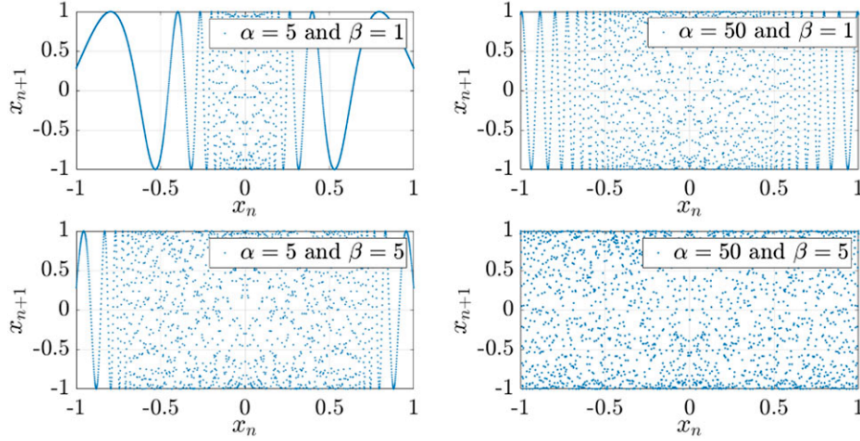 1
0.5
0
-0.5
-1
x_{n+1}
α = 5 and β = 1
-1 -0.5 0 0.5 1
x_n
1
0.5
0
-0.5
-1
x_{n+1}
α = 50 and β = 1
-1 -0.5 0 0.5 1
x_n
1
0.5
0
-0.5
-1
x_{n+1}
α = 5 and β = 5
-1 -0.5 0 0.5 1
x_n
1
0.5
0
-0.5
-1
x_{n+1}
α = 50 and β = 5
-1 -0.5 0 0.5 1
x_n